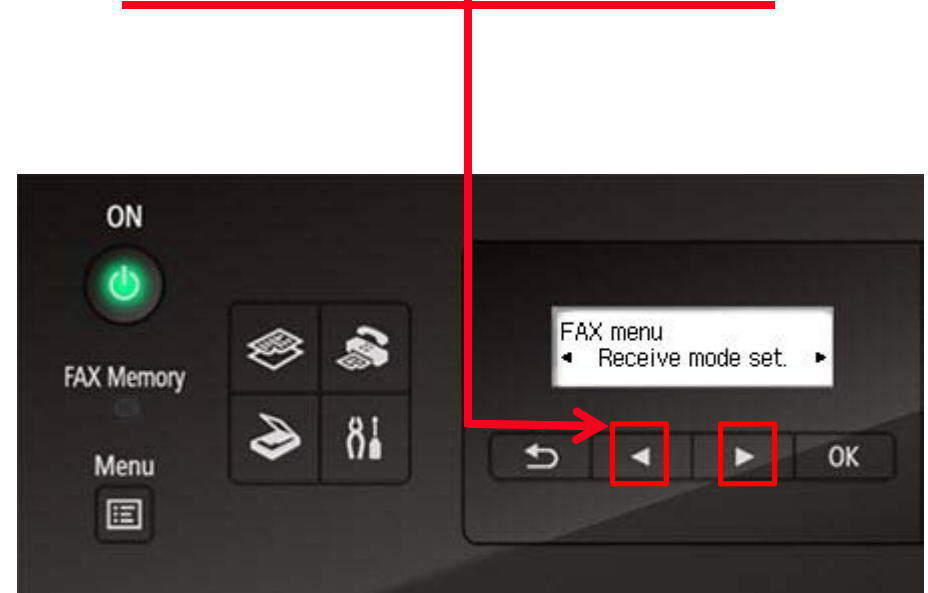 ON
FAX Memory
Menu
FAX menu
◄ Receive mode set. ►
OK